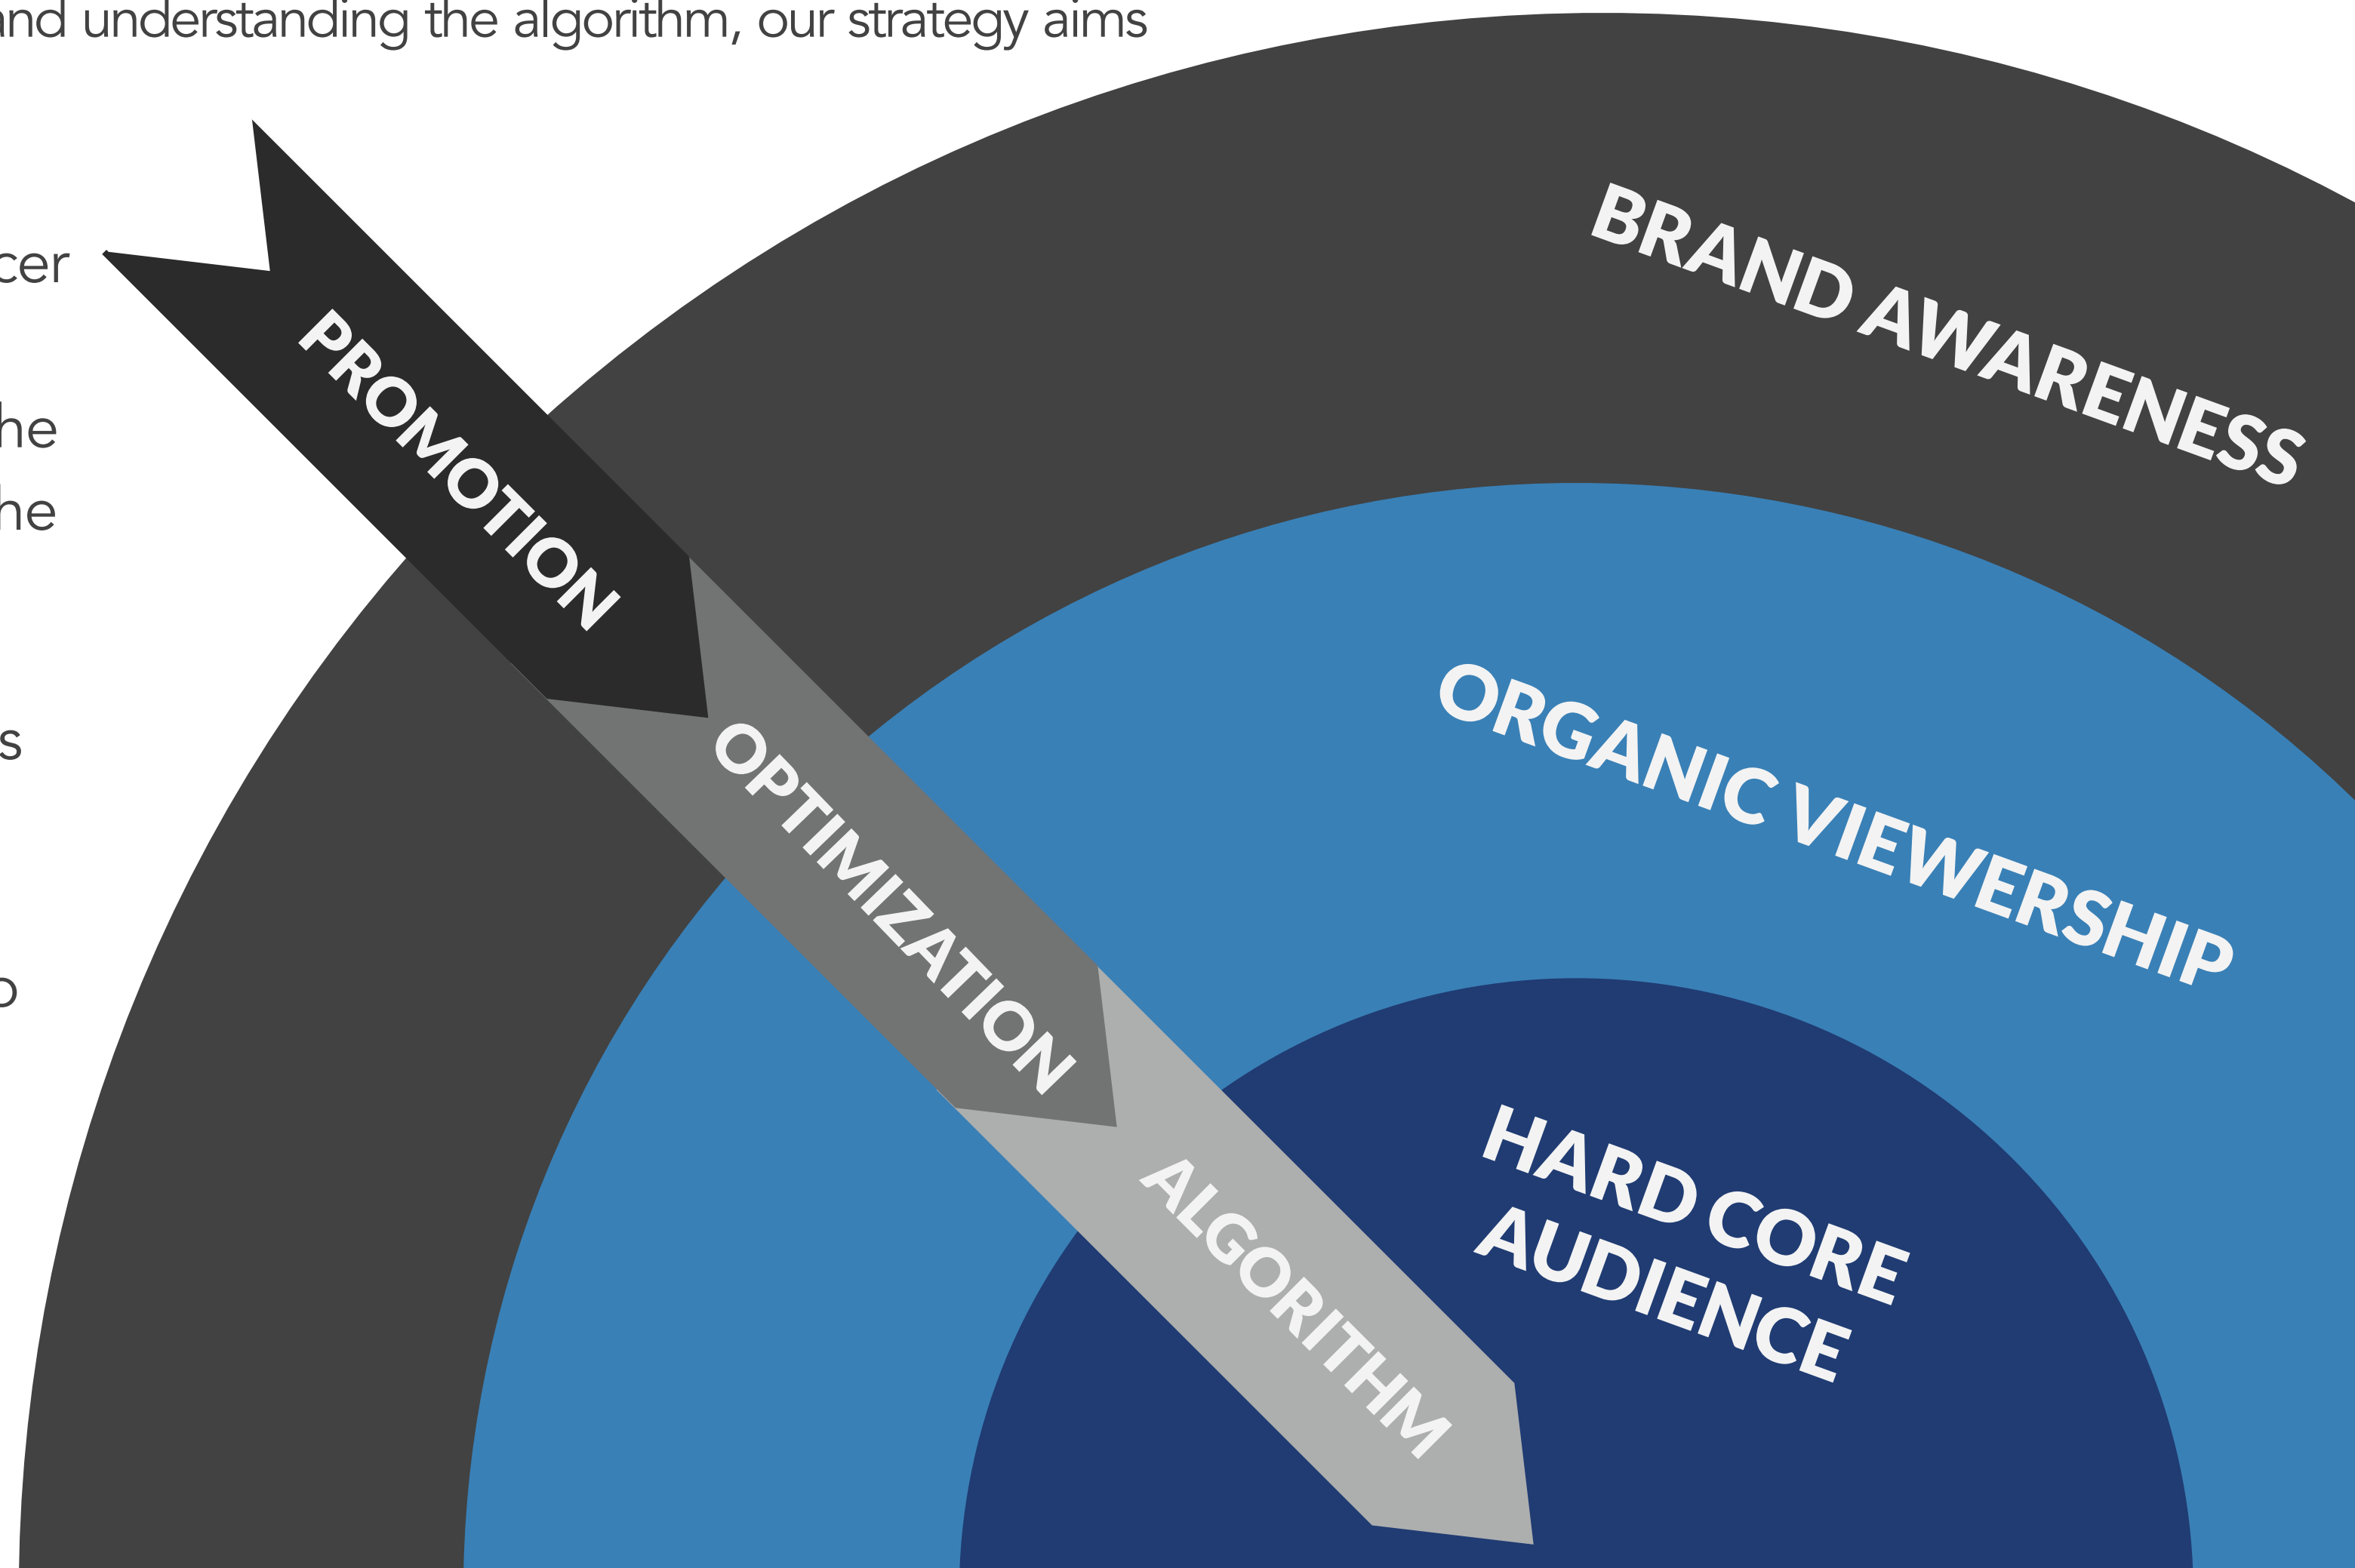 nd understanding the algorithm, our strategy aims
cer
he
he
s
PROMOTION
OPTIMIZATION
ALGORITHM
BRAND AWARENESS
ORGANIC VIEWERSHIP
HARD CORE
AUDIENCE